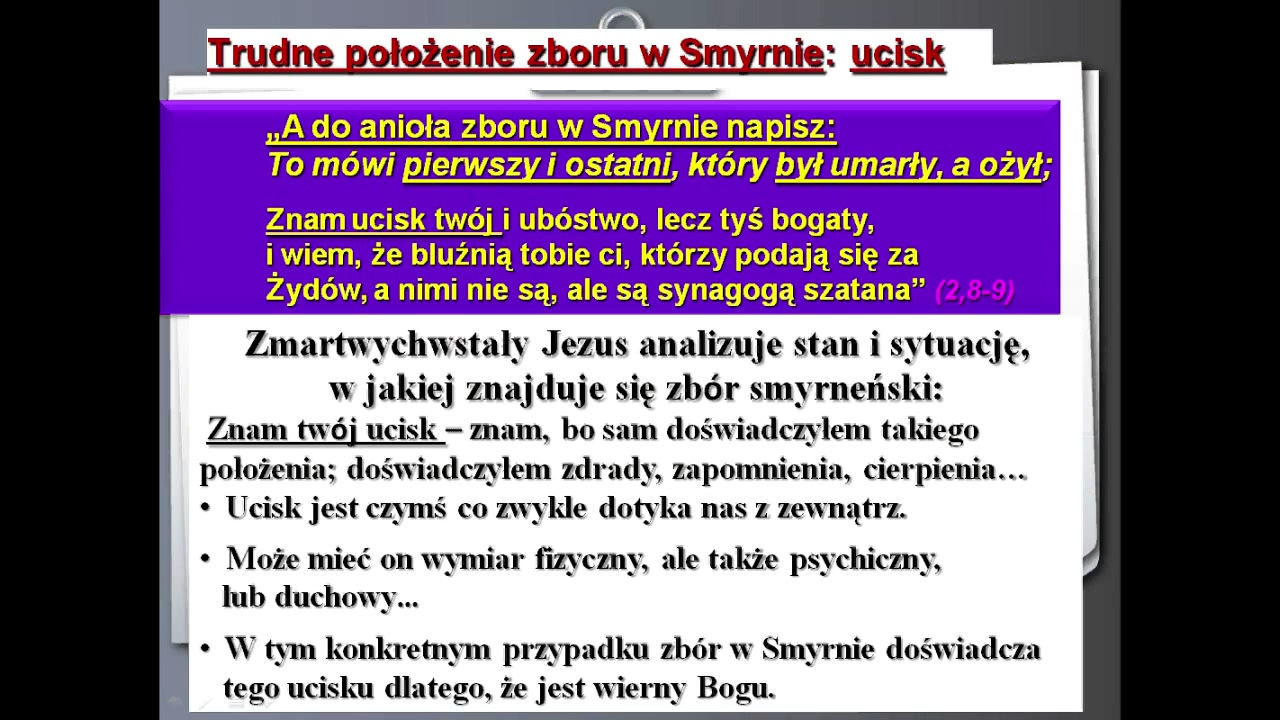 Trudne położenie zboru w Smyrnie: ucisk
„A do anioła zboru w Smyrnie napisz:
To mówi pierwszy i ostatni, który był umarły, a ożył;
Znam ucisk twój i ubóstwo, lecz tyś bogaty,
i wiem, że bluźnią tobie ci, którzy podają się za
Żydów, a nimi nie są, ale są synagogą szatana” (2,8-9)
Zmartwychwstały Jezus analizuje stan i sytuację,
w jakiej znajduje się zbór smyrneński:
Znam twój ucisk – znam, bo sam doświadczyłem takiego
położenia; doświadczyłem zdrady, zapomnienia, cierpienia…
• Ucisk jest czymś co zwykle dotyka nas z zewnątrz.
• Może mieć on wymiar fizyczny, ale także psychiczny,
lub duchowy...
• W tym konkretnym przypadku zbór w Smyrnie doświadcza
tego ucisku dlatego, że jest wierny Bogu.